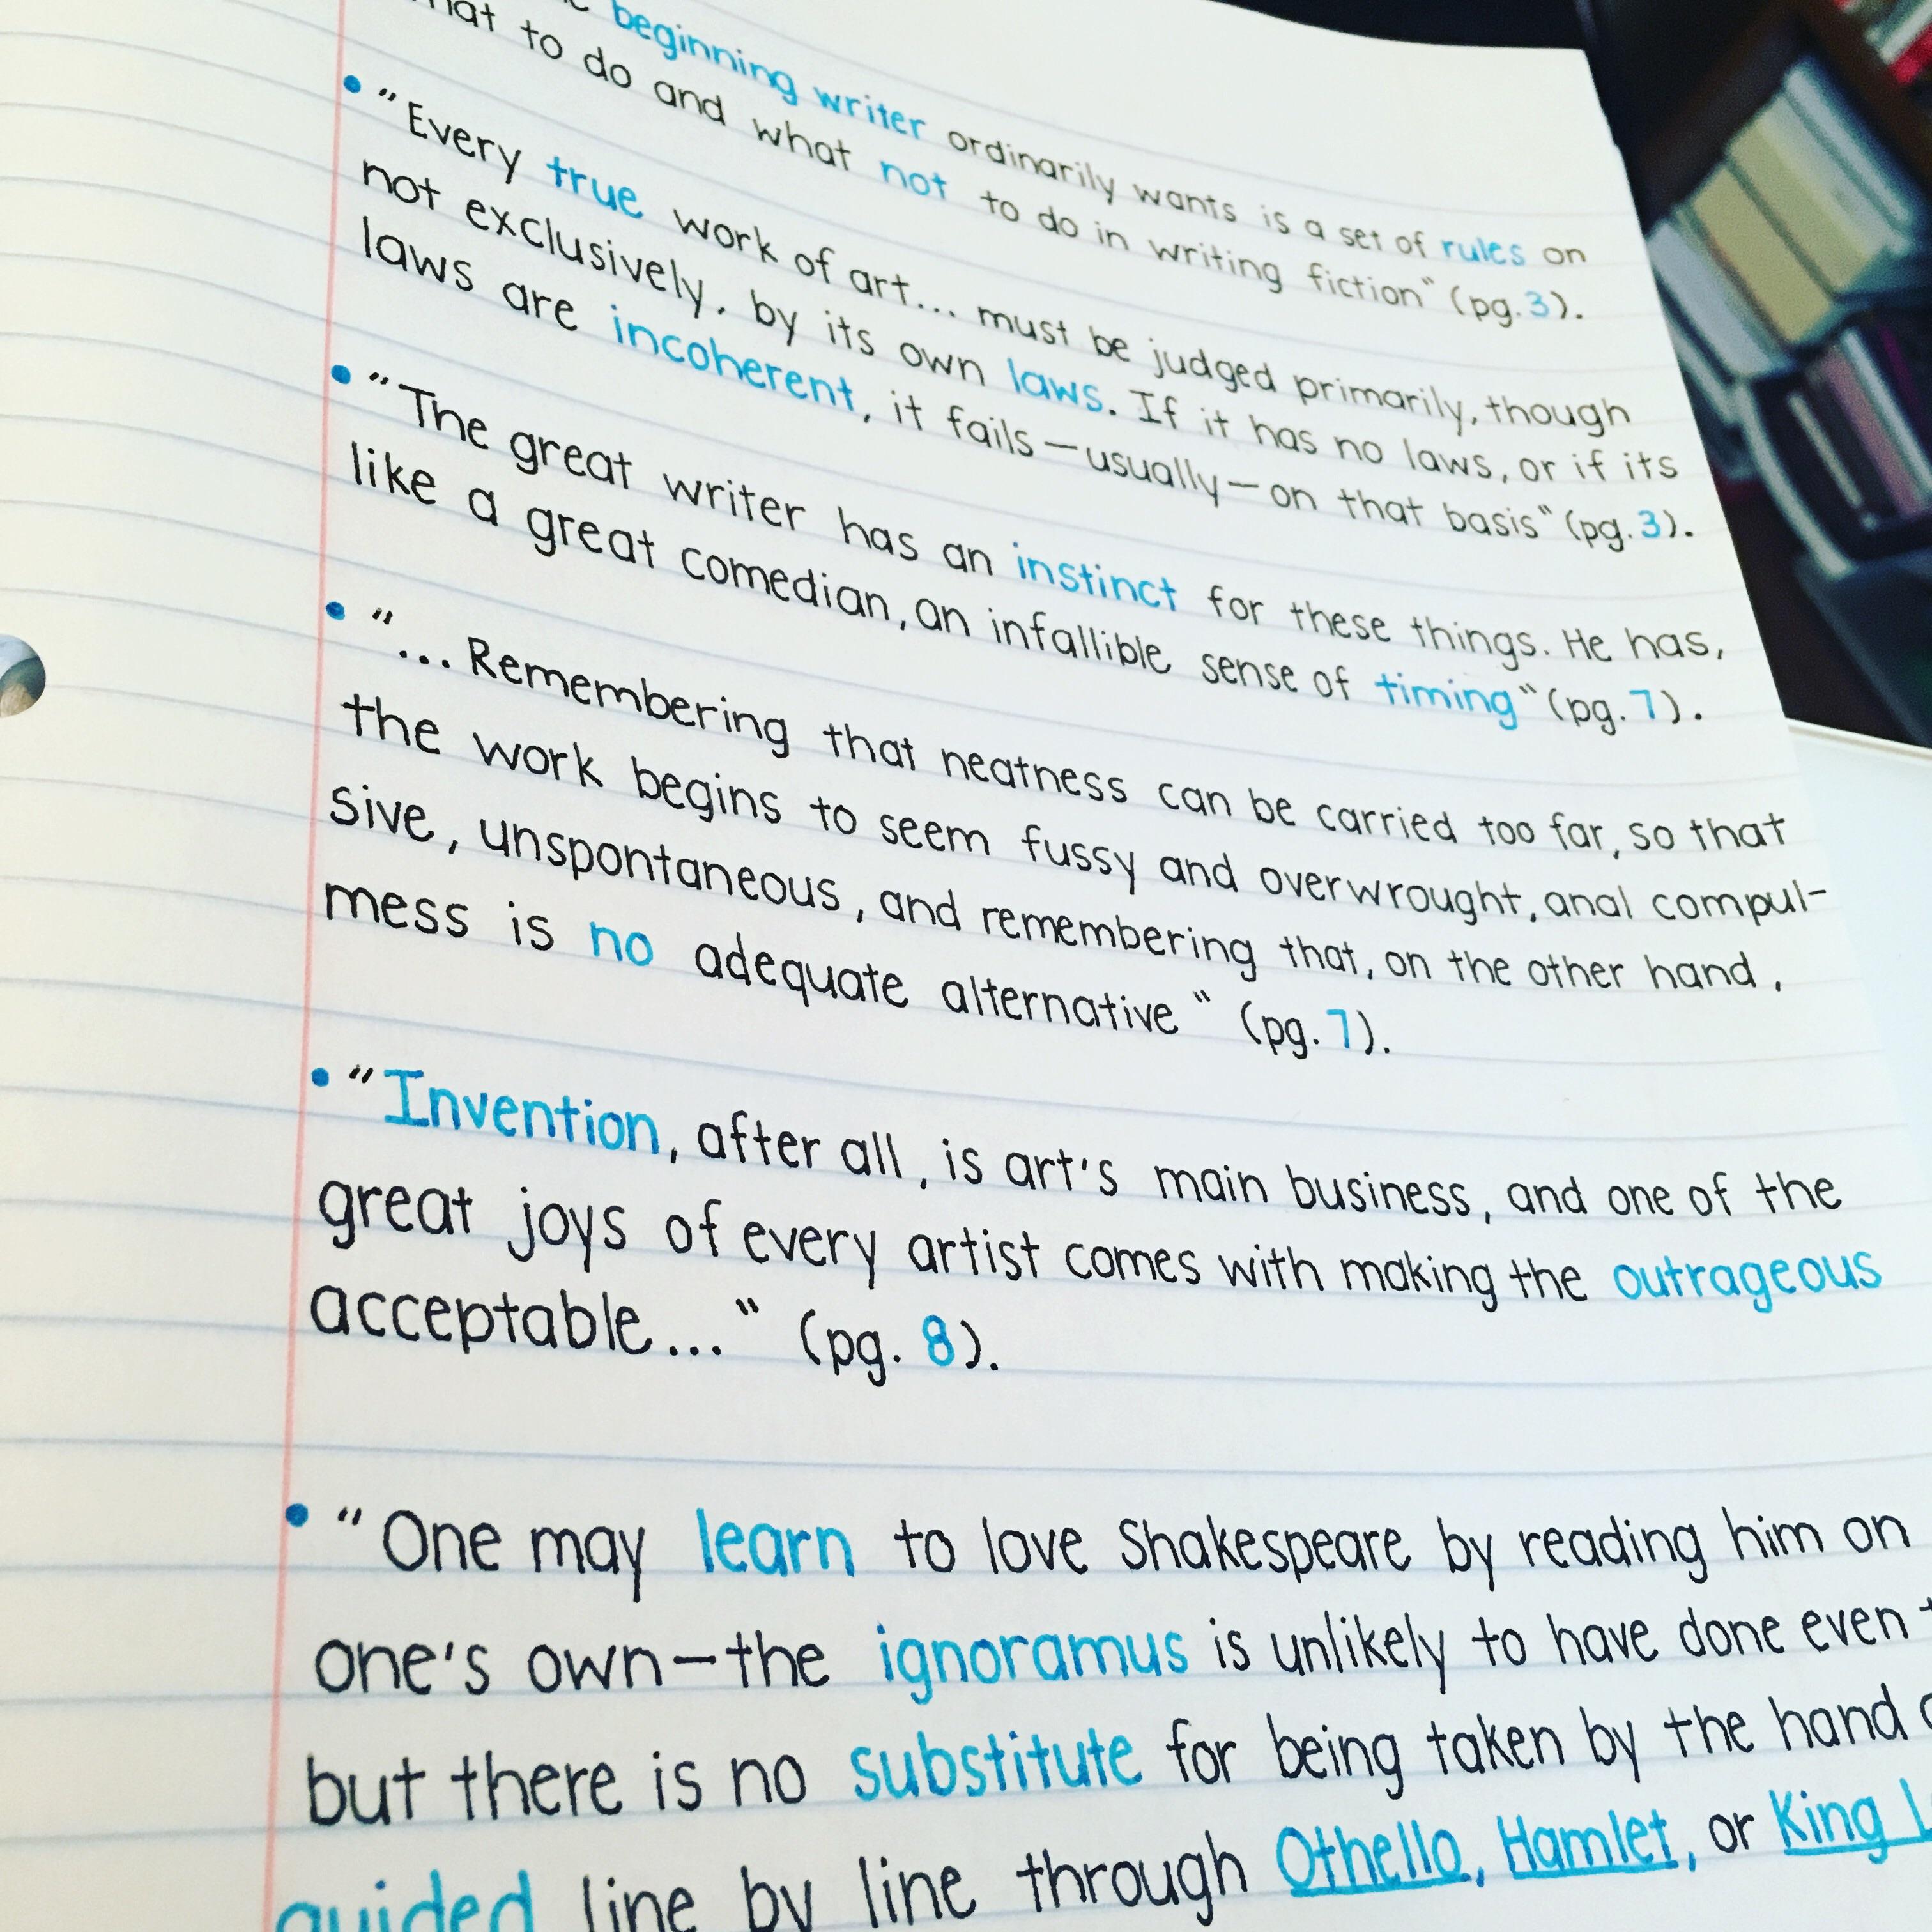 beginning writer ordinarily wants is a set of rules on
to do and what not to do in writing fiction" (pg. 3).
• "Every true work of art... must be judged primarily, though
not exclusively, by its own laws. If it has no laws, or if its
laws are incoherent, it fails—usually—on that basis" (pg. 3).
• "The great writer has an instinct for these things. He has,
like a great comedian, an infallible sense of timing" (pg. 7).
• "... Remembering that neatness can be carried too far, so that
the work begins to seem fussy and overwrought, anal compul-
sive, unspontaneous, and remembering that, on the other hand,
mess is no adequate alternative" (pg. 7).
• "Invention, after all, is art's main business, and one of the
great joys of every artist comes with making the outrageous
acceptable..." (pg. 8).
• "One may learn to love Shakespeare by reading him on
one's own—the ignoramus is unlikely to have done even
but there is no substitute for being taken by the hand
guided line by line through Othello, Hamlet, or King